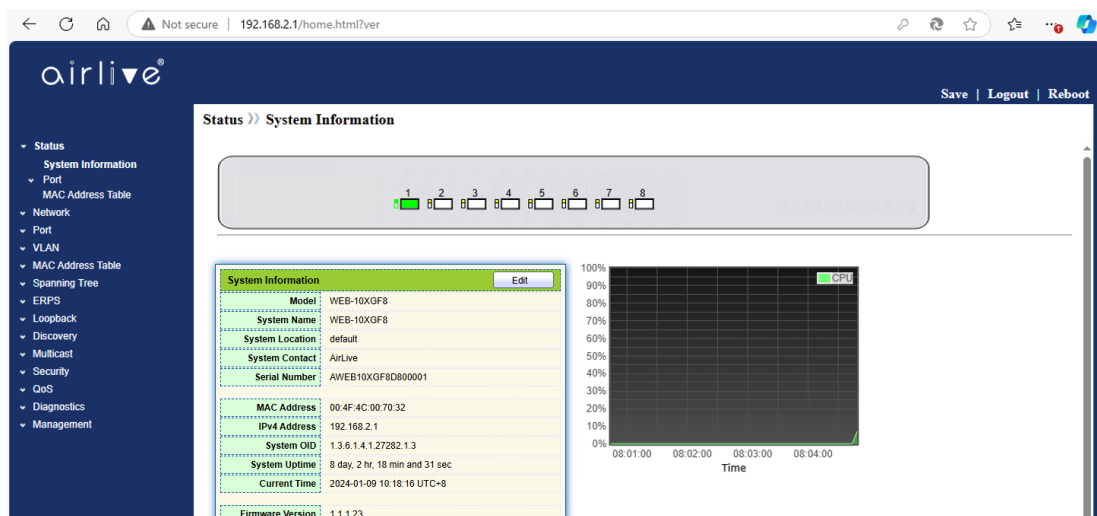 Not secure | 192.168.2.1/home.html?ver
airlive®
Save | Logout | Reboot
Status » System Information
Status
System Information
Port
MAC Address Table
Network
Port
VLAN
MAC Address Table
Spanning Tree
ERPS
Loopback
Discovery
Multicast
Security
QoS
Diagnostics
Management
1 2 3 4 5 6 7 8
System Information Edit
Model WEB-10XGF8
System Name WEB-10XGF8
System Location default
System Contact AirLive
Serial Number AWEB10XGF8D800001
MAC Address 00:4F:4C:00:70:32
IPv4 Address 192.168.2.1
System OID 1.3.6.1.4.1.27282.1.3
System Uptime 8 day, 2 hr, 18 min and 31 sec
Current Time 2024-01-09 10:18:16 UTC+8
Firmware Version 1.1.1.23
CPU
100%
90%
80%
70%
60%
50%
40%
30%
20%
10%
0%
08:01:00 08:02:00 08:03:00 08:04:00
Time